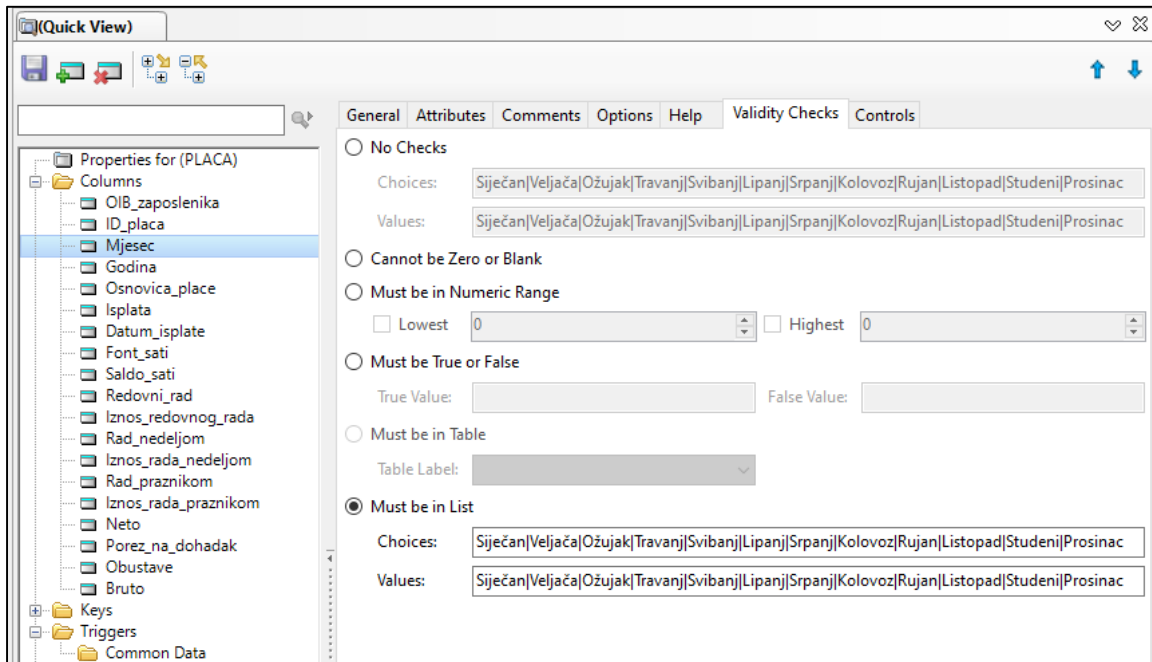 (Quick View)
General Attributes Comments Options Help Validity Checks Controls
Properties for (PLACA)
Columns
OIB_zaposlenika
ID_placa
Mjesec
Godina
Osnovica_place
Isplata
Datum_isplate
Font_sati
Saldo_sati
Redovni_rad
Iznos_redovnog_rada
Rad_nedeljom
Iznos_rada_nedeljom
Rad_praznikom
Iznos_rada_praznikom
Neto
Porez_na_dohadak
Obustave
Bruto
Keys
Triggers
Common Data
No Checks
Choices: Siječan|Veljača|Ožujak|Travanj|Svibanj|Lipanj|Srpanj|Kolovoz|Rujan|Listopad|Studeni|Prosinac
Values: Siječan|Veljača|Ožujak|Travanj|Svibanj|Lipanj|Srpanj|Kolovoz|Rujan|Listopad|Studeni|Prosinac
Cannot be Zero or Blank
Must be in Numeric Range
Lowest 0 Highest 0
Must be True or False
True Value: False Value:
Must be in Table
Table Label:
Must be in List
Choices: Siječan|Veljača|Ožujak|Travanj|Svibanj|Lipanj|Srpanj|Kolovoz|Rujan|Listopad|Studeni|Prosinac
Values: Siječan|Veljača|Ožujak|Travanj|Svibanj|Lipanj|Srpanj|Kolovoz|Rujan|Listopad|Studeni|Prosinac